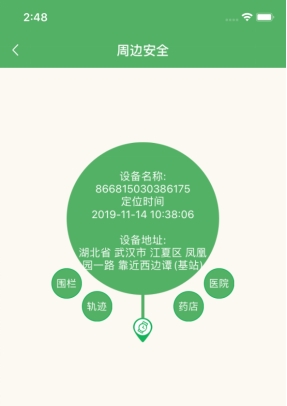 2:48
周边安全
设备名称:
866815030386175
定位时间
2019-11-14 10:38:06
设备地址:
湖北省 武汉市 江夏区 凤凰
园一路 靠近西边谭(基站)
围栏
医院
轨迹
药店